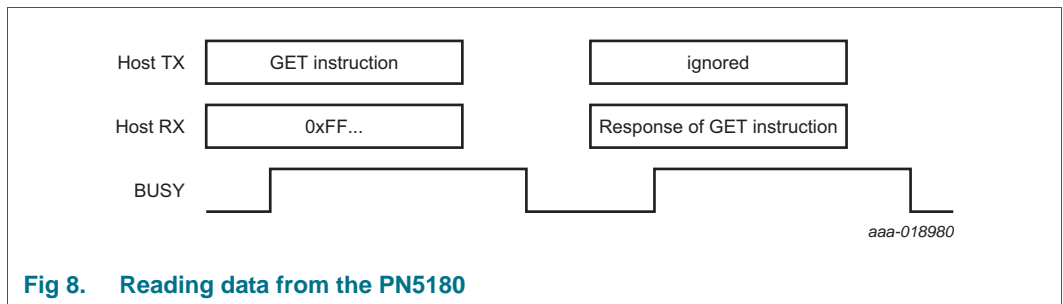 Host TX GET instruction ignored
Host RX 0xFF... Response of GET instruction
BUSY
aaa-018980
Fig 8. Reading data from the PN5180